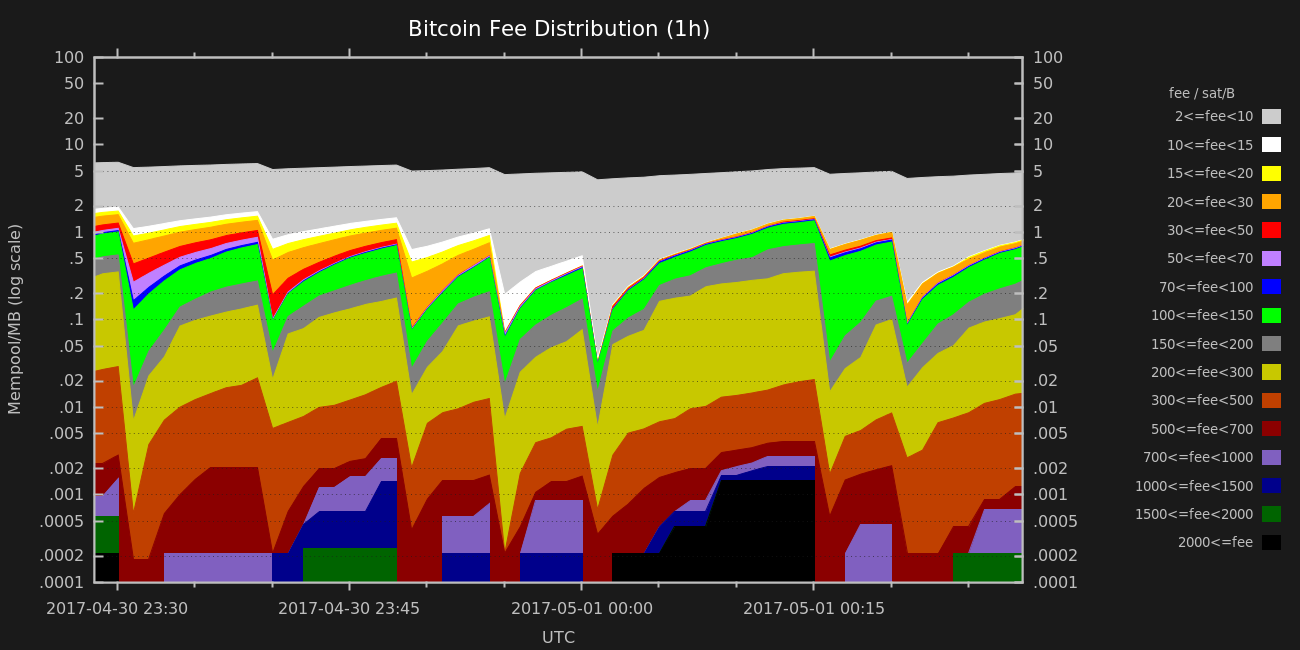 Bitcoin Fee Distribution (1h)
Mempool/MB (log scale)
100
50
20
10
5
2
1
.5
.2
.1
.05
.02
.01
.005
.002
.001
.0005
.0002
.0001
100
50
20
10
5
2
1
.5
.2
.1
.05
.02
.01
.005
.002
.001
.0005
.0002
.0001
2017-04-30 23:30 2017-04-30 23:45 2017-05-01 00:00 2017-05-01 00:15
UTC
fee / sat/B
2<=fee<10
10<=fee<15
15<=fee<20
20<=fee<30
30<=fee<50
50<=fee<70
70<=fee<100
100<=fee<150
150<=fee<200
200<=fee<300
300<=fee<500
500<=fee<700
700<=fee<1000
1000<=fee<1500
1500<=fee<2000
2000<=fee